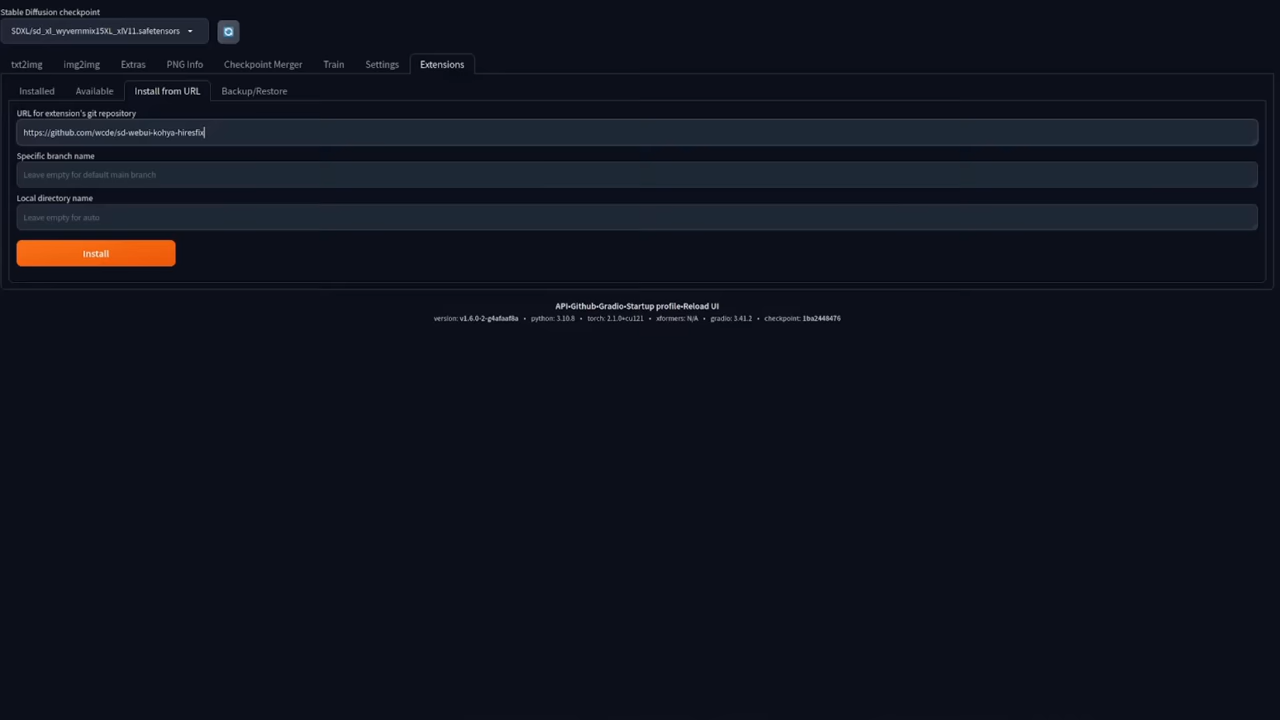 Stable Diffusion checkpoint
SDXL/sd_xl_wyvernmix15XL_xlV11.safetensors
txt2img img2img Extras PNG Info Checkpoint Merger Train Settings Extensions
Installed Available Install from URL Backup/Restore
URL for extension's git repository
https://github.com/wcde/sd-webui-kohya-hiresfix
Specific branch name
Leave empty for default main branch
Local directory name
Leave empty for auto
Install
API•Github•Gradio•Startup profile•Reload UI
version: v1.6.0-2-g4afaaf8a • python: 3.10.8 • torch: 2.1.0+cu121 • xformers: N/A • gradio: 3.41.2 • checkpoint: 1ba2448476